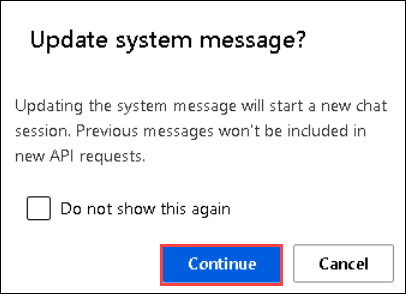 Update system message?
Updating the system message will start a new chat
session. Previous messages won't be included in
new API requests.
Do not show this again
Continue
Cancel